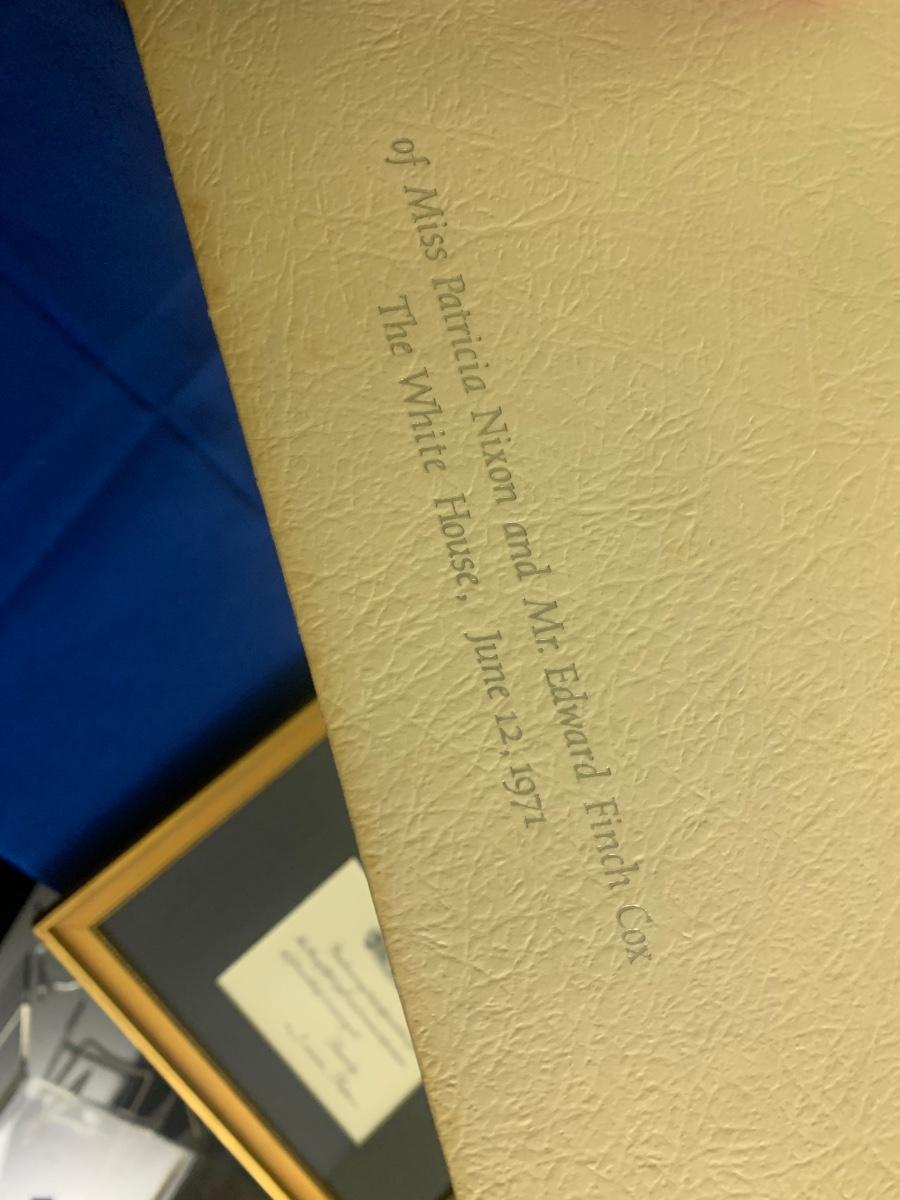 of Miss Patricia Nixon and Mr. Edward Finch Cox
The White House, June 12, 1971